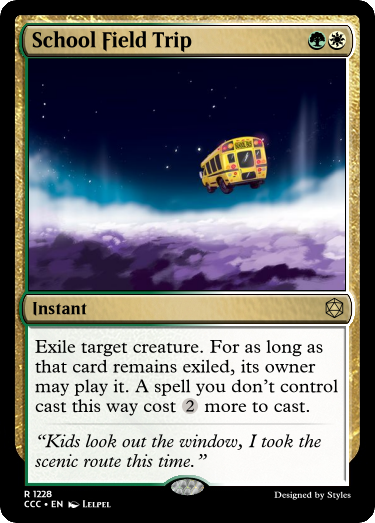 School Field Trip
Instant
Exile target creature. For as long as
that card remains exiled, its owner
may play it. A spell you don't control
cast this way cost 2 more to cast.
"Kids look out the window, I took the
scenic route this time."
R 1228
CCC • EN LELPEL
Designed by Styles